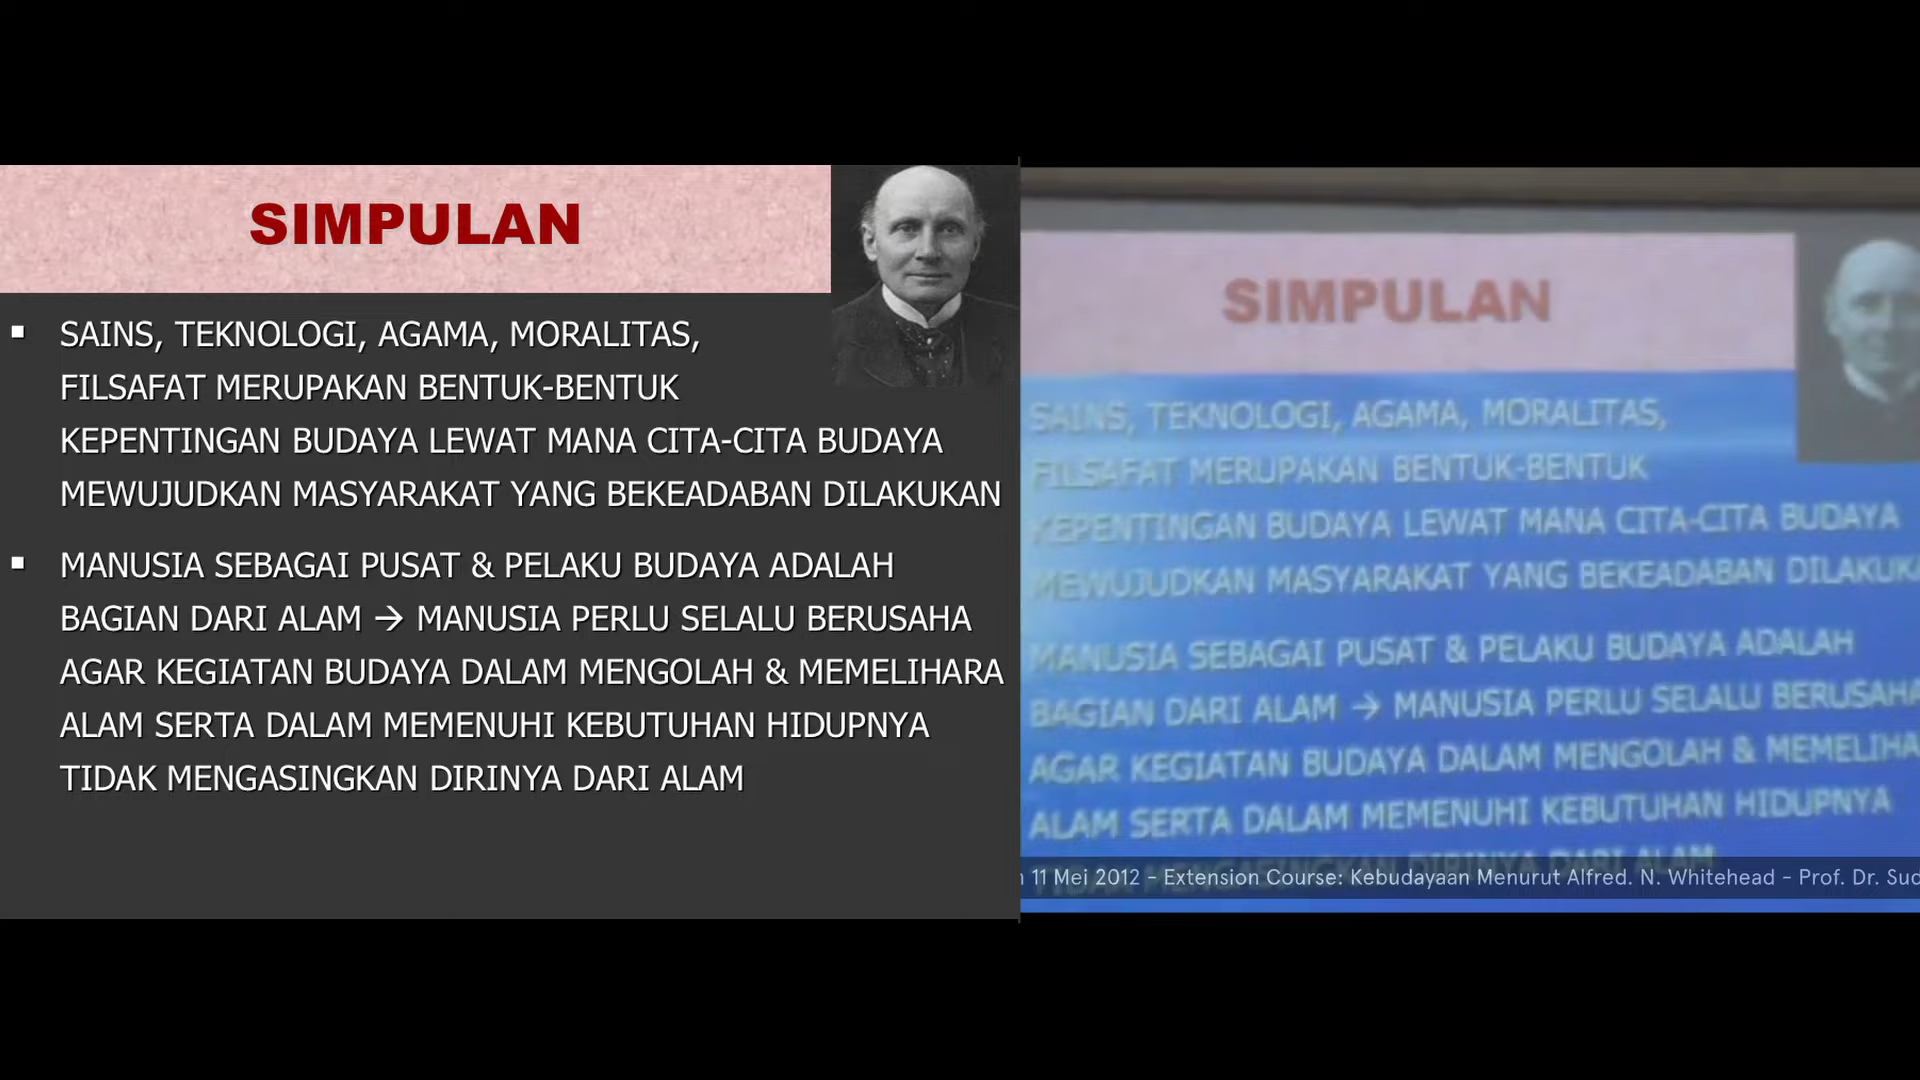 SIMPULAN
▪ SAINS, TEKNOLOGI, AGAMA, MORALITAS,
FILSAFAT MERUPAKAN BENTUK-BENTUK
KEPENTINGAN BUDAYA LEWAT MANA CITA-CITA BUDAYA
MEWUJUDKAN MASYARAKAT YANG BEKEADABAN DILAKUKAN
▪ MANUSIA SEBAGAI PUSAT & PELAKU BUDAYA ADALAH
BAGIAN DARI ALAM → MANUSIA PERLU SELALU BERUSAHA
AGAR KEGIATAN BUDAYA DALAM MENGOLAH & MEMELIHARA
ALAM SERTA DALAM MEMENUHI KEBUTUHAN HIDUPNYA
TIDAK MENGASINGKAN DIRINYA DARI ALAM
SIMPULAN
SAINS, TEKNOLOGI, AGAMA, MORALITAS,
FILSAFAT MERUPAKAN BENTUK-BENTUK
KEPENTINGAN BUDAYA LEWAT MANA CITA-CITA BUDAYA
MEWUJUDKAN MASYARAKAT YANG BEKEADABAN
MANUSIA SEBAGAI PUSAT & PELAKU BUDAYA ADALAH
BAGIAN DARI ALAM → MANUSIA PERLU SELALU BERUSAHA
AGAR KEGIATAN BUDAYA DALAM MENGOLAH &
ALAM SERTA DALAM MEMENUHI KEBUTUHAN HIDUPNYA
MENGASINGKAN DIRINYA DARI ALAM
11 Mei 2012 - Extension Course: Kebudayaan Menurut Alfred. N. Whitehead - Prof. Dr.